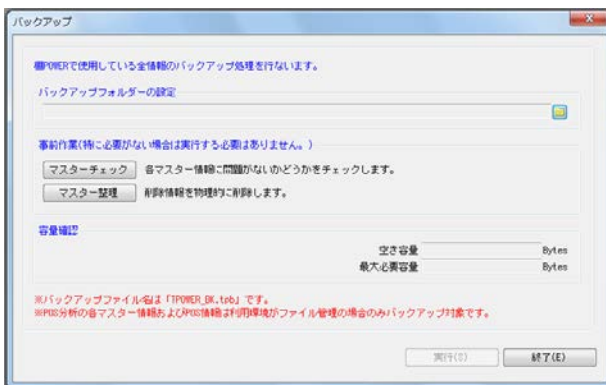 バックアップ
棚POWERで使用している全情報のバックアップ処理を行ないます。
バックアップフォルダーの設定
事前作業(特に必要がない場合は実行する必要はありません。)
マスターチェック 各マスター情報に問題がないかどうかをチェックします。
マスター整理 削除情報を物理的に削除します。
容量確認
空き容量 Bytes
最大必要容量 Bytes
※バックアップファイル名は「TPOWER_BK.tpb」です。
※POS分析の各マスター情報およびPOS情報は利用環境がファイル管理の場合のみバックアップ対象です。
実行(S) 終了(E)